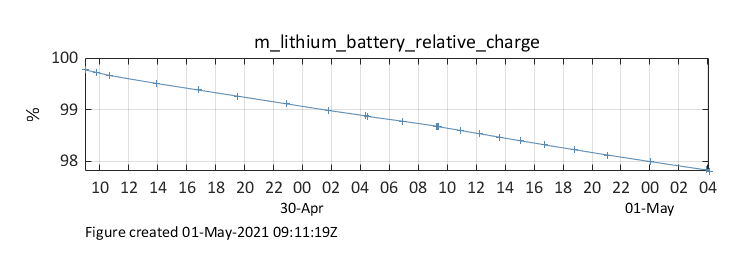 m_lithium_battery_relative_charge
100
99
98
%
10 12 14 16 18 20 22 00 02 04 06 08 10 12 14 16 18 20 22 00 02 04
30-Apr 01-May
Figure created 01-May-2021 09:11:19Z